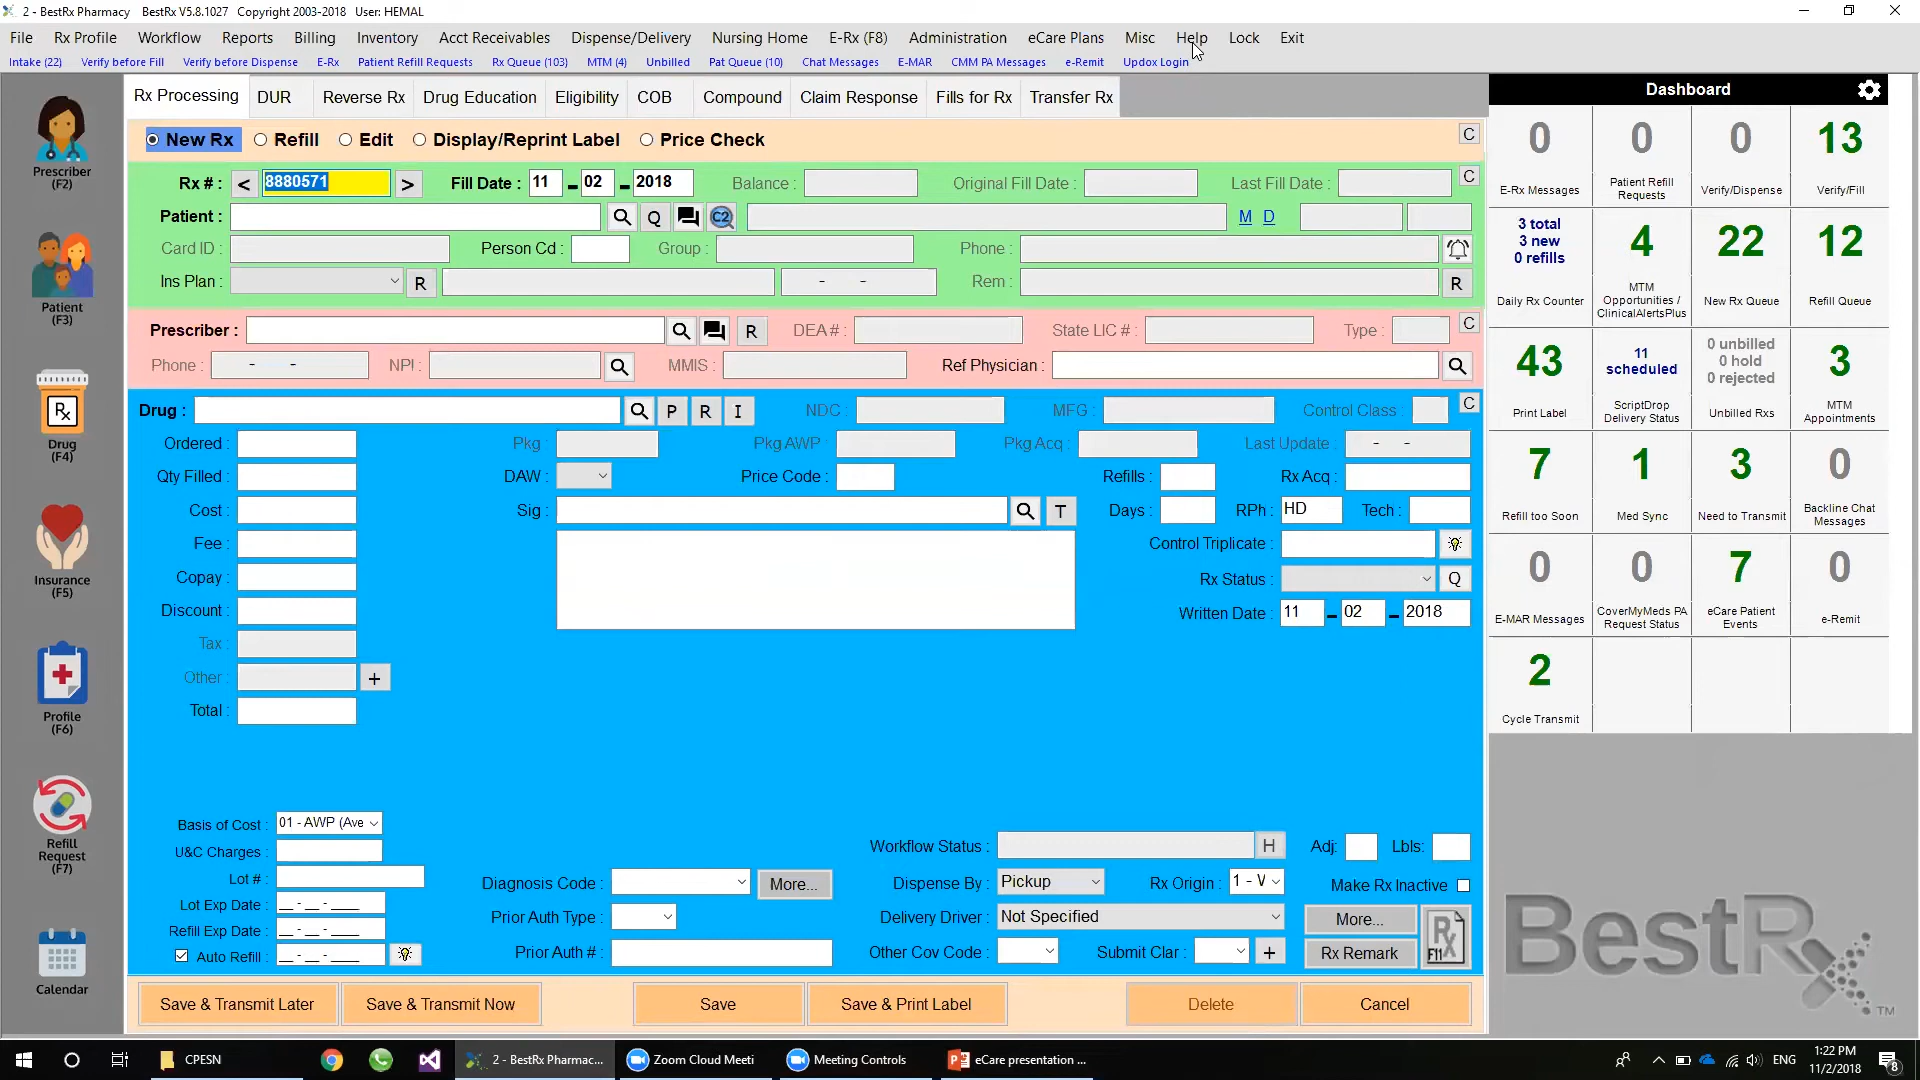 2 - BestRx Pharmacy BestRx V5.8.1027 Copyright 2003-2018 User: HEMAL
File Rx Profile Workflow Reports Billing Inventory Acct Receivables Dispense/Delivery Nursing Home E-Rx (F8) Administration eCare Plans Misc Help Lock Exit
Intake (22) Verify before Fill Verify before Dispense E-Rx Patient Refill Requests Rx Queue (103) MTM (4) Unbilled Pat Queue (10) Chat Messages E-MAR CMM PA Messages e-Remit Updox Login
Prescriber
(F2)
Patient
(F3)
Rx
Drug
(F4)
Insurance
(F5)
Profile
(F6)
Refill
Request
(F7)
Calendar
Rx Processing DUR Reverse Rx Drug Education Eligibility COB Compound Claim Response Fills for Rx Transfer Rx
New Rx Refill Edit Display/Reprint Label Price Check C
Rx # : < 8880571 > Fill Date : 11 - 02 - 2018 Balance : Original Fill Date : Last Fill Date : C
Patient : Q C2 M D
Card ID : Person Cd : Group : Phone :
Ins Plan : R - - Rem : R
Prescriber : R DEA # : State LIC # : Type : C
Phone : - - NPI : MMIS : Ref Physician :
Drug : P R I NDC : MFG : Control Class : C
Ordered : Pkg : Pkg AWP : Pkg Acq : Last Update : - -
Qty Filled : DAW : Price Code : Refills : Rx Acq :
Cost : Sig : T Days : RPh : HD Tech :
Fee : Control Triplicate :
Copay : Rx Status : Q
Discount : Written Date : 11 - 02 - 2018
Tax :
Other : +
Total :
Basis of Cost : 01 - AWP (Ave
U&C Charges : Workflow Status : H Adj: Lbls:
Lot # : Diagnosis Code : More... Dispense By : Pickup Rx Origin : 1 - V Make Rx Inactive
Lot Exp Date : __-__-____ Prior Auth Type : Delivery Driver : Not Specified More... Rx F11
Refill Exp Date : __-__-____
Auto Refill : __-__-____ Prior Auth # : Other Cov Code : Submit Clar : + Rx Remark
Save & Transmit Later Save & Transmit Now Save Save & Print Label Delete Cancel
Dashboard
0 0 0 13
E-Rx Messages Patient Refill Requests Verify/Dispense Verify/Fill
3 total
3 new
0 refills
4 22 12
Daily Rx Counter MTM Opportunities / ClinicalAlertsPlus New Rx Queue Refill Queue
43 11 scheduled 0 unbilled
0 hold
0 rejected
3
Print Label ScriptDrop Delivery Status Unbilled Rxs MTM Appointments
7 1 3 0
Refill too Soon Med Sync Need to Transmit Backline Chat Messages
0 0 7 0
E-MAR Messages CoverMyMeds PA Request Status eCare Patient Events e-Remit
2
Cycle Transmit
BestRx TM
CPESN 2 - BestRx Pharmac... Zoom Cloud Meeti Meeting Controls eCare presentation ... ENG 1:22 PM
11/2/2018 8